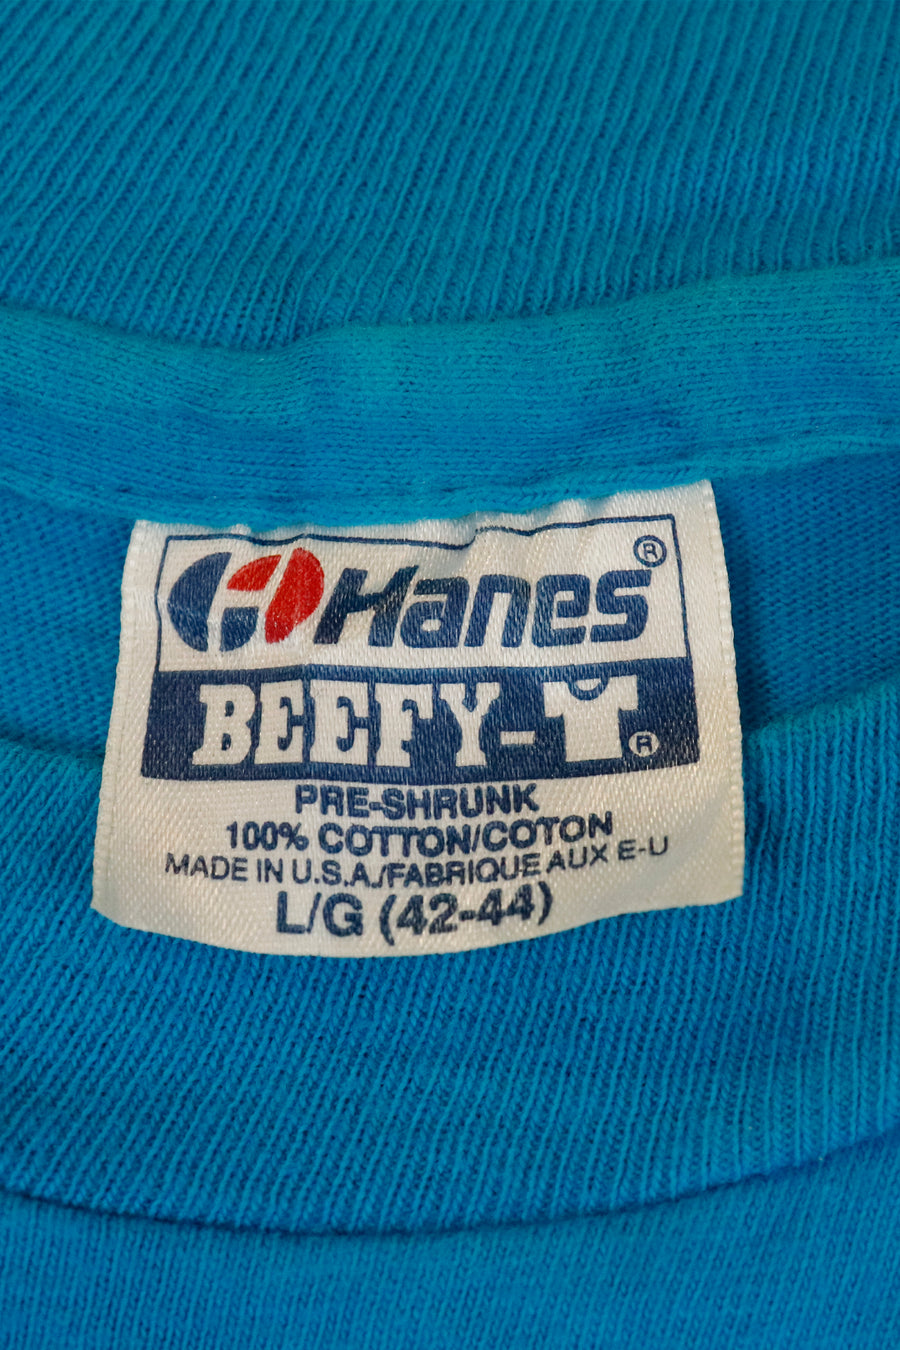 Hanes®
BEEFY-T®
PRE-SHRUNK
100% COTTON/COTON
MADE IN U.S.A./FABRIQUE AUX E-U
L/G (42-44)